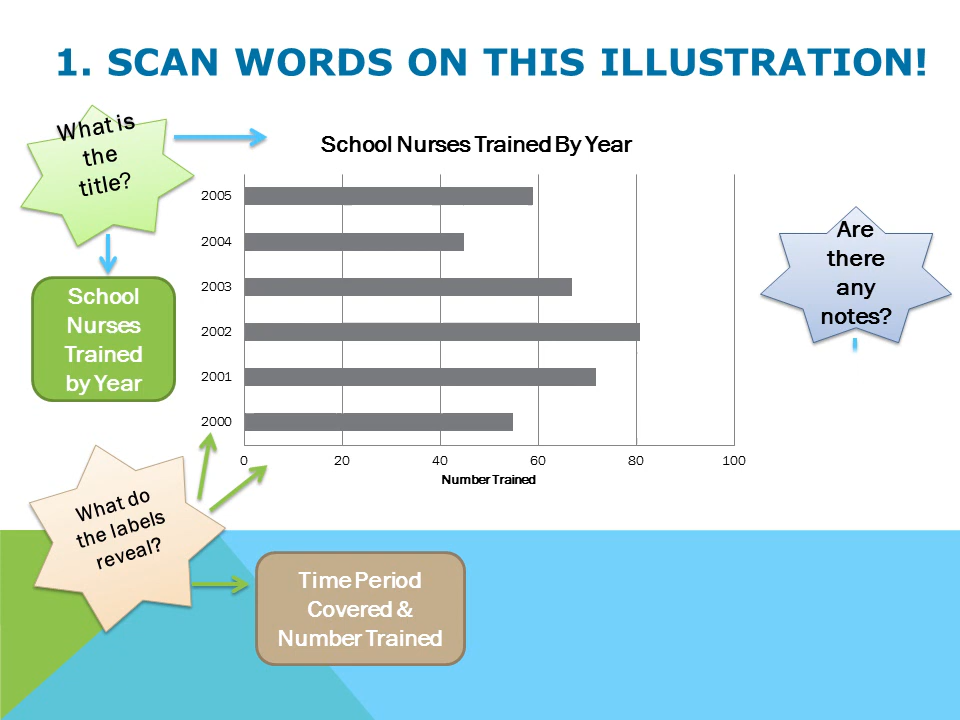 1. SCAN WORDS ON THIS ILLUSTRATION!
What is
the
title?
School Nurses Trained By Year
2005
2004
2003
2002
2001
2000
0 20 40 60 80 100
Number Trained
Are
there
any
notes?
School
Nurses
Trained
by Year
What do
the labels
reveal?
Time Period
Covered &
Number Trained